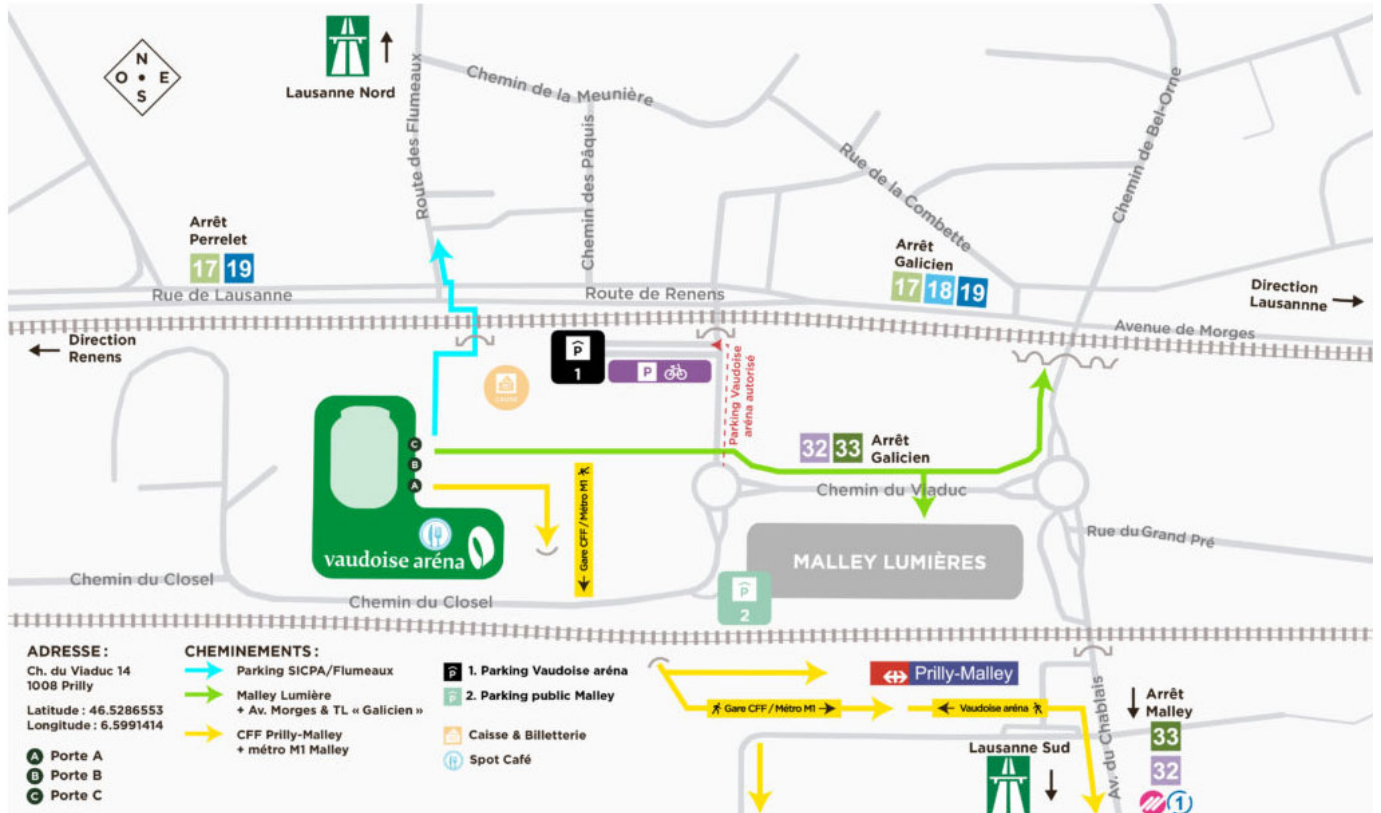 N
O E
S
Lausanne Nord
Route des Flumeaux
Chemin de la Meunière
Chemin des Pâquis
Rue de la Combette
Chemin de Bel-Orne
Arrêt
Perrelet
17 19
Rue de Lausanne
Route de Renens
Arrêt
Galicien
17 18 19
Direction
Lausannne
Avenue de Morges
Direction
Renens
P
1
P
Parking Vaudoise
aréna autorisé
C
B
A
vaudoise aréna
Gare CFF / Métro M1
32 33
Arrêt
Galicien
Chemin du Viaduc
Rue du Grand Pré
MALLEY LUMIÈRES
P
2
Chemin du Closel
Chemin du Closel
ADRESSE :
Ch. du Viaduc 14
1008 Prilly
Latitude : 46.5286553
Longitude : 6.5991414
A Porte A
B Porte B
C Porte C
CHEMINEMENTS :
Parking SICPA/Flumeaux
Malley Lumière
+ Av. Morges & TL « Galicien »
CFF Prilly-Malley
+ métro M1 Malley
P 1. Parking Vaudoise aréna
P 2. Parking public Malley
Caisse & Billetterie
Spot Café
Prilly-Malley
Gare CFF / Métro M1
Vaudoise aréna
Lausanne Sud
Av. du Chablais
Arrêt
Malley
33
32
1